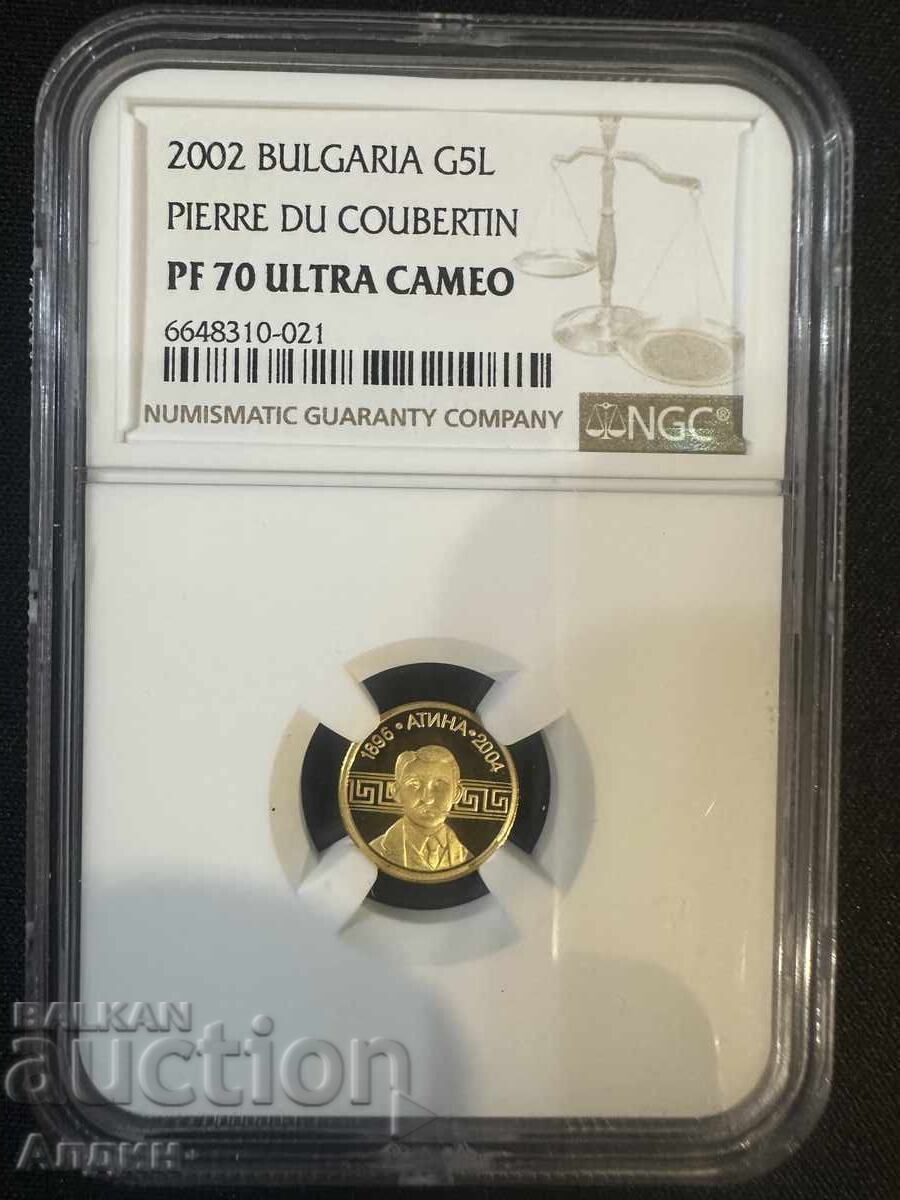 2002 BULGARIA G5L
PIERRE DU COUBERTIN
PF 70 ULTRA CAMEO
6648310-021
NUMISMATIC GUARANTY COMPANY
NGC®
1896 • АТИНА • 2004
BALKAN
auction
Алдин